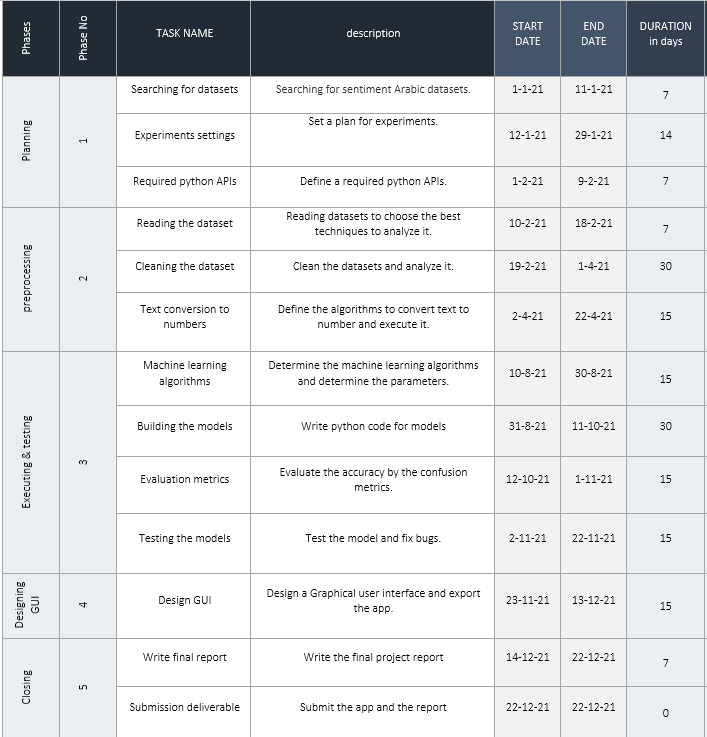 Phases
Phase No
TASK NAME
description
START
DATE
END
DATE
DURATION
in days
Planning
1
Searching for datasets
Searching for sentiment Arabic datasets.
1-1-21
11-1-21
7
Experiments settings
Set a plan for experiments.
12-1-21
29-1-21
14
Required python APIs
Define a required python APIs.
1-2-21
9-2-21
7
preprocessing
2
Reading the dataset
Reading datasets to choose the best
techniques to analyze it.
10-2-21
18-2-21
7
Cleaning the dataset
Clean the datasets and analyze it.
19-2-21
1-4-21
30
Text conversion to
numbers
Define the algorithms to convert text to
number and execute it.
2-4-21
22-4-21
15
Executing & testing
3
Machine learning
algorithms
Determine the machine learning algorithms
and determine the parameters.
10-8-21
30-8-21
15
Building the models
Write python code for models
31-8-21
11-10-21
30
Evaluation metrics
Evaluate the accuracy by the confusion
metrics.
12-10-21
1-11-21
15
Testing the models
Test the model and fix bugs.
2-11-21
22-11-21
15
Designing
GUI
4
Design GUI
Design a Graphical user interface and export
the app.
23-11-21
13-12-21
15
Closing
5
Write final report
Write the final project report
14-12-21
22-12-21
7
Submission deliverable
Submit the app and the report
22-12-21
22-12-21
0